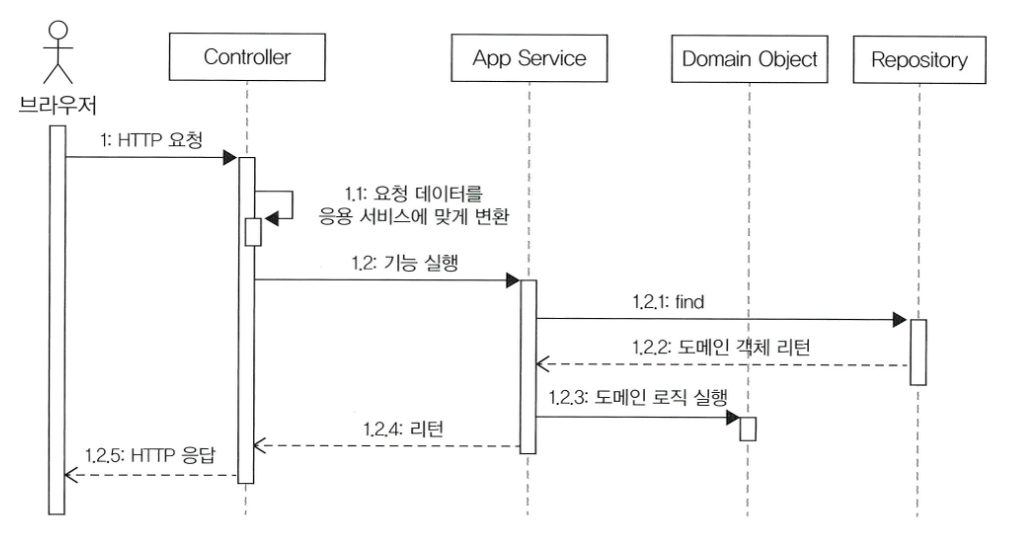 Controller
App Service
Domain Object
Repository
브라우저
1: HTTP 요청
1.1: 요청 데이터를
응용 서비스에 맞게 변환
1.2: 기능 실행
1.2.1: find
1.2.2: 도메인 객체 리턴
1.2.3: 도메인 로직 실행
1.2.4: 리턴
1.2.5: HTTP 응답